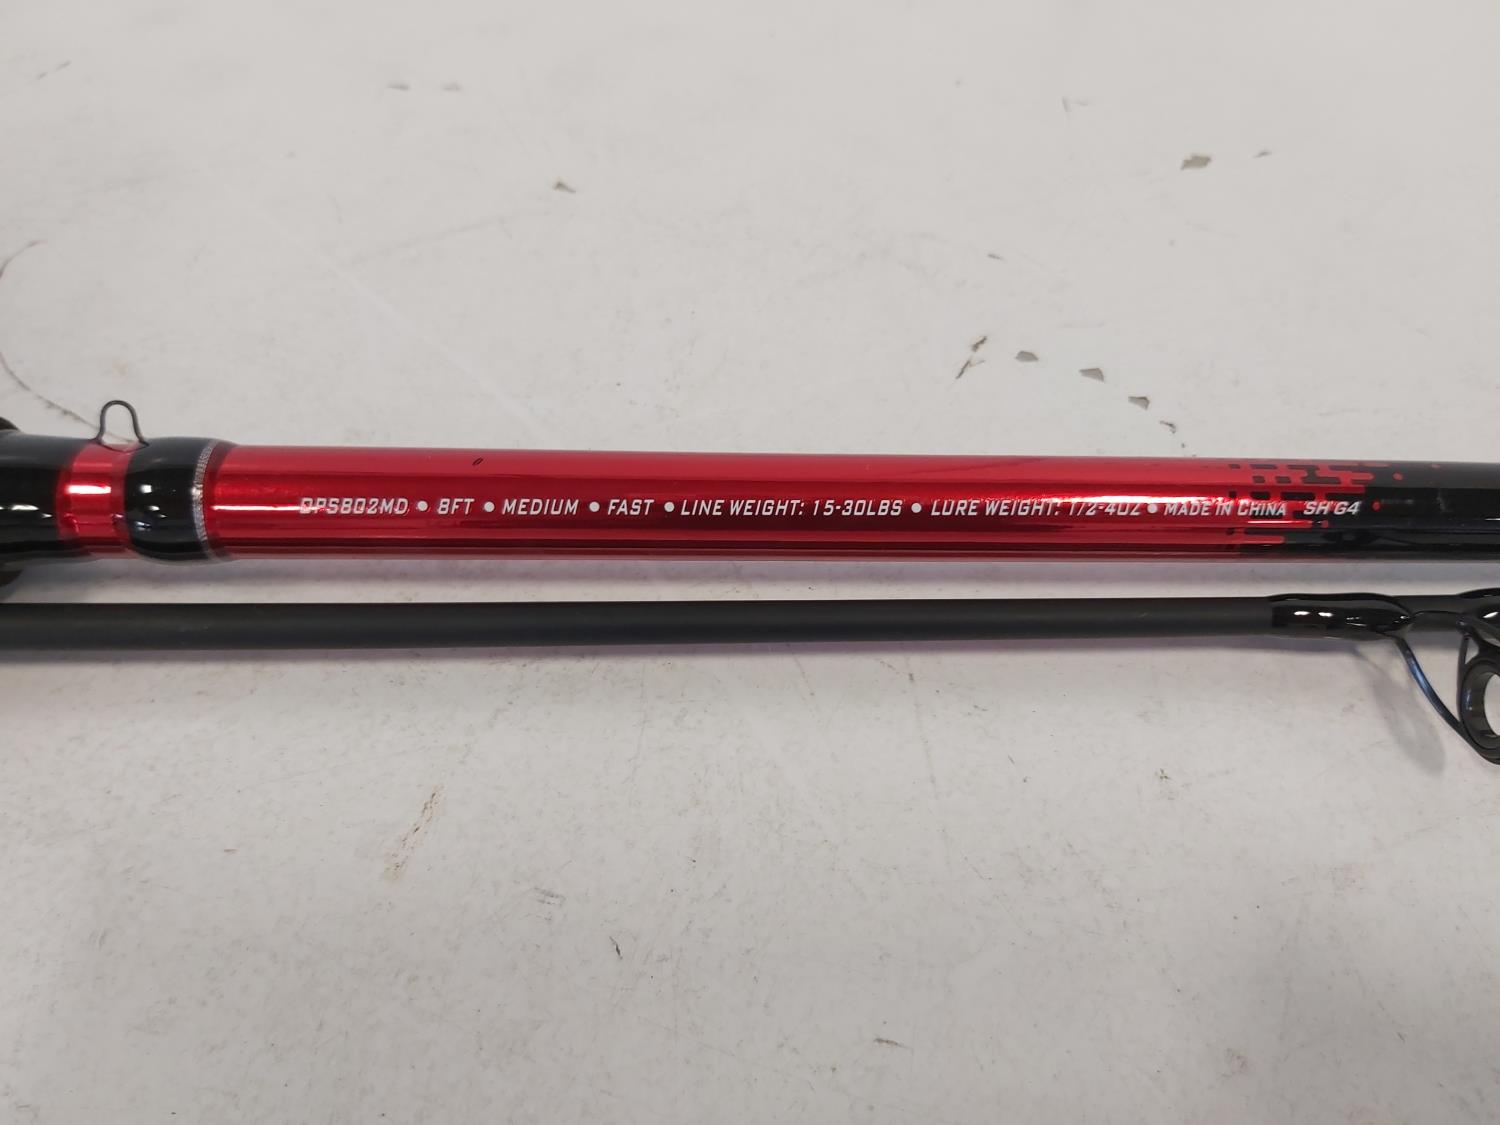 DPS802MD • 8FT • MEDIUM • FAST • LINE WEIGHT: 15-30LBS • LURE WEIGHT: 1/2-4OZ • MADE IN CHINA SH G4